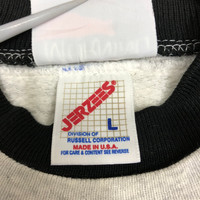 JERZEES
DIVISION OF L
RUSSELL CORPORATION
MADE IN U.S.A.
FOR CARE & CONTENT SEE REVERSE